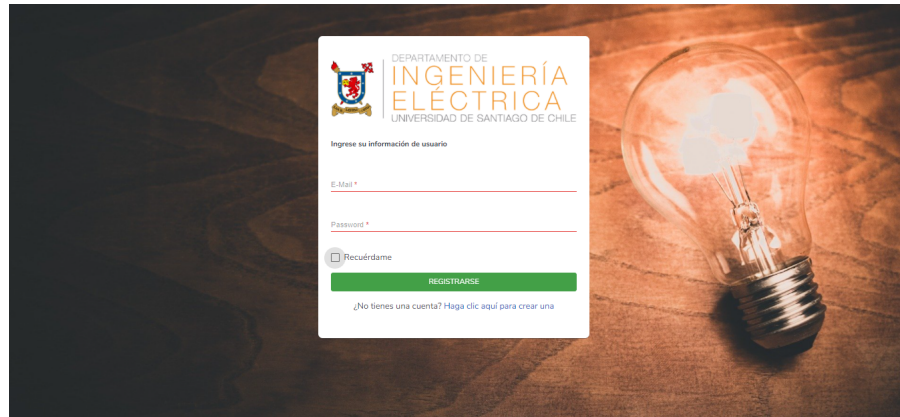 DEPARTAMENTO DE
INGENIERÍA
ELÉCTRICA
UNIVERSIDAD DE SANTIAGO DE CHILE
Ingrese su información de usuario
E-Mail *
Password *
Recuérdame
REGISTRARSE
¿No tienes una cuenta? Haga clic aquí para crear una